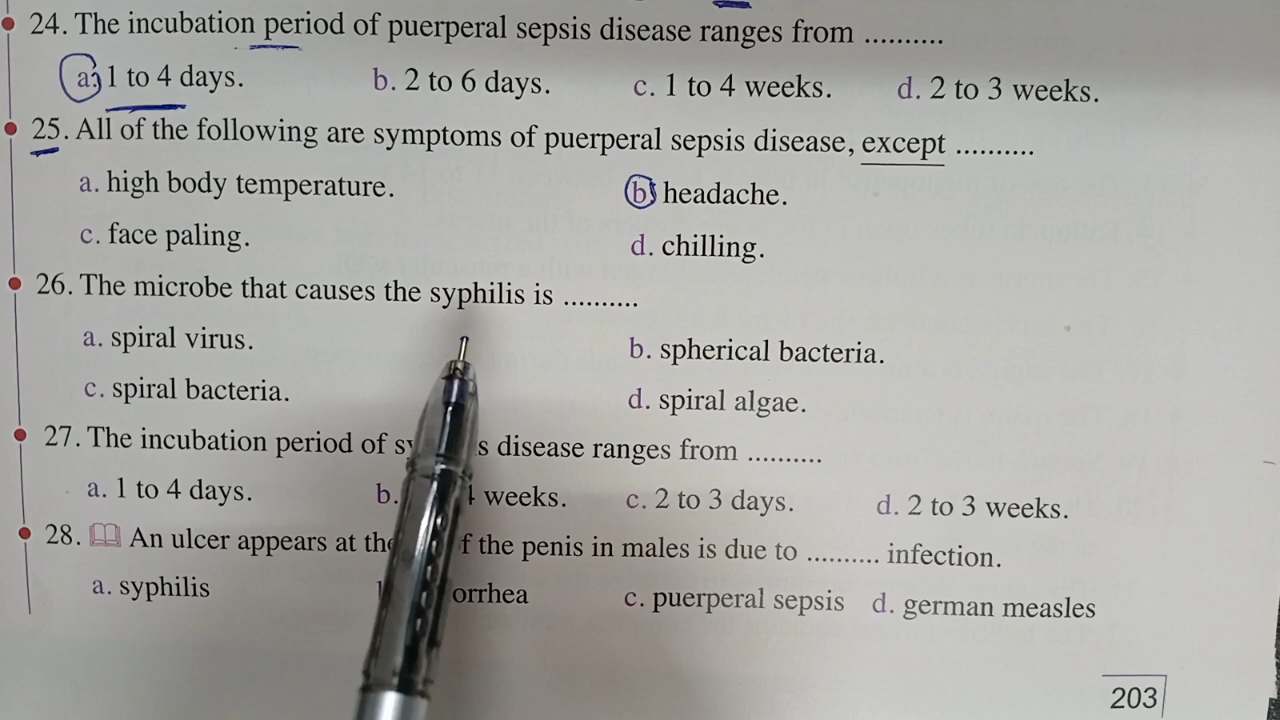 24. The incubation period of puerperal sepsis disease ranges from ..........
a. 1 to 4 days. b. 2 to 6 days. c. 1 to 4 weeks. d. 2 to 3 weeks.
25. All of the following are symptoms of puerperal sepsis disease, except ..........
a. high body temperature. b. headache.
c. face paling. d. chilling.
26. The microbe that causes the syphilis is ..........
a. spiral virus. b. spherical bacteria.
c. spiral bacteria. d. spiral algae.
27. The incubation period of disease ranges from ..........
a. 1 to 4 days. b. weeks. c. 2 to 3 days. d. 2 to 3 weeks.
28. An ulcer appears at the penis in males is due to .......... infection.
a. syphilis c. puerperal sepsis d. german measles
203